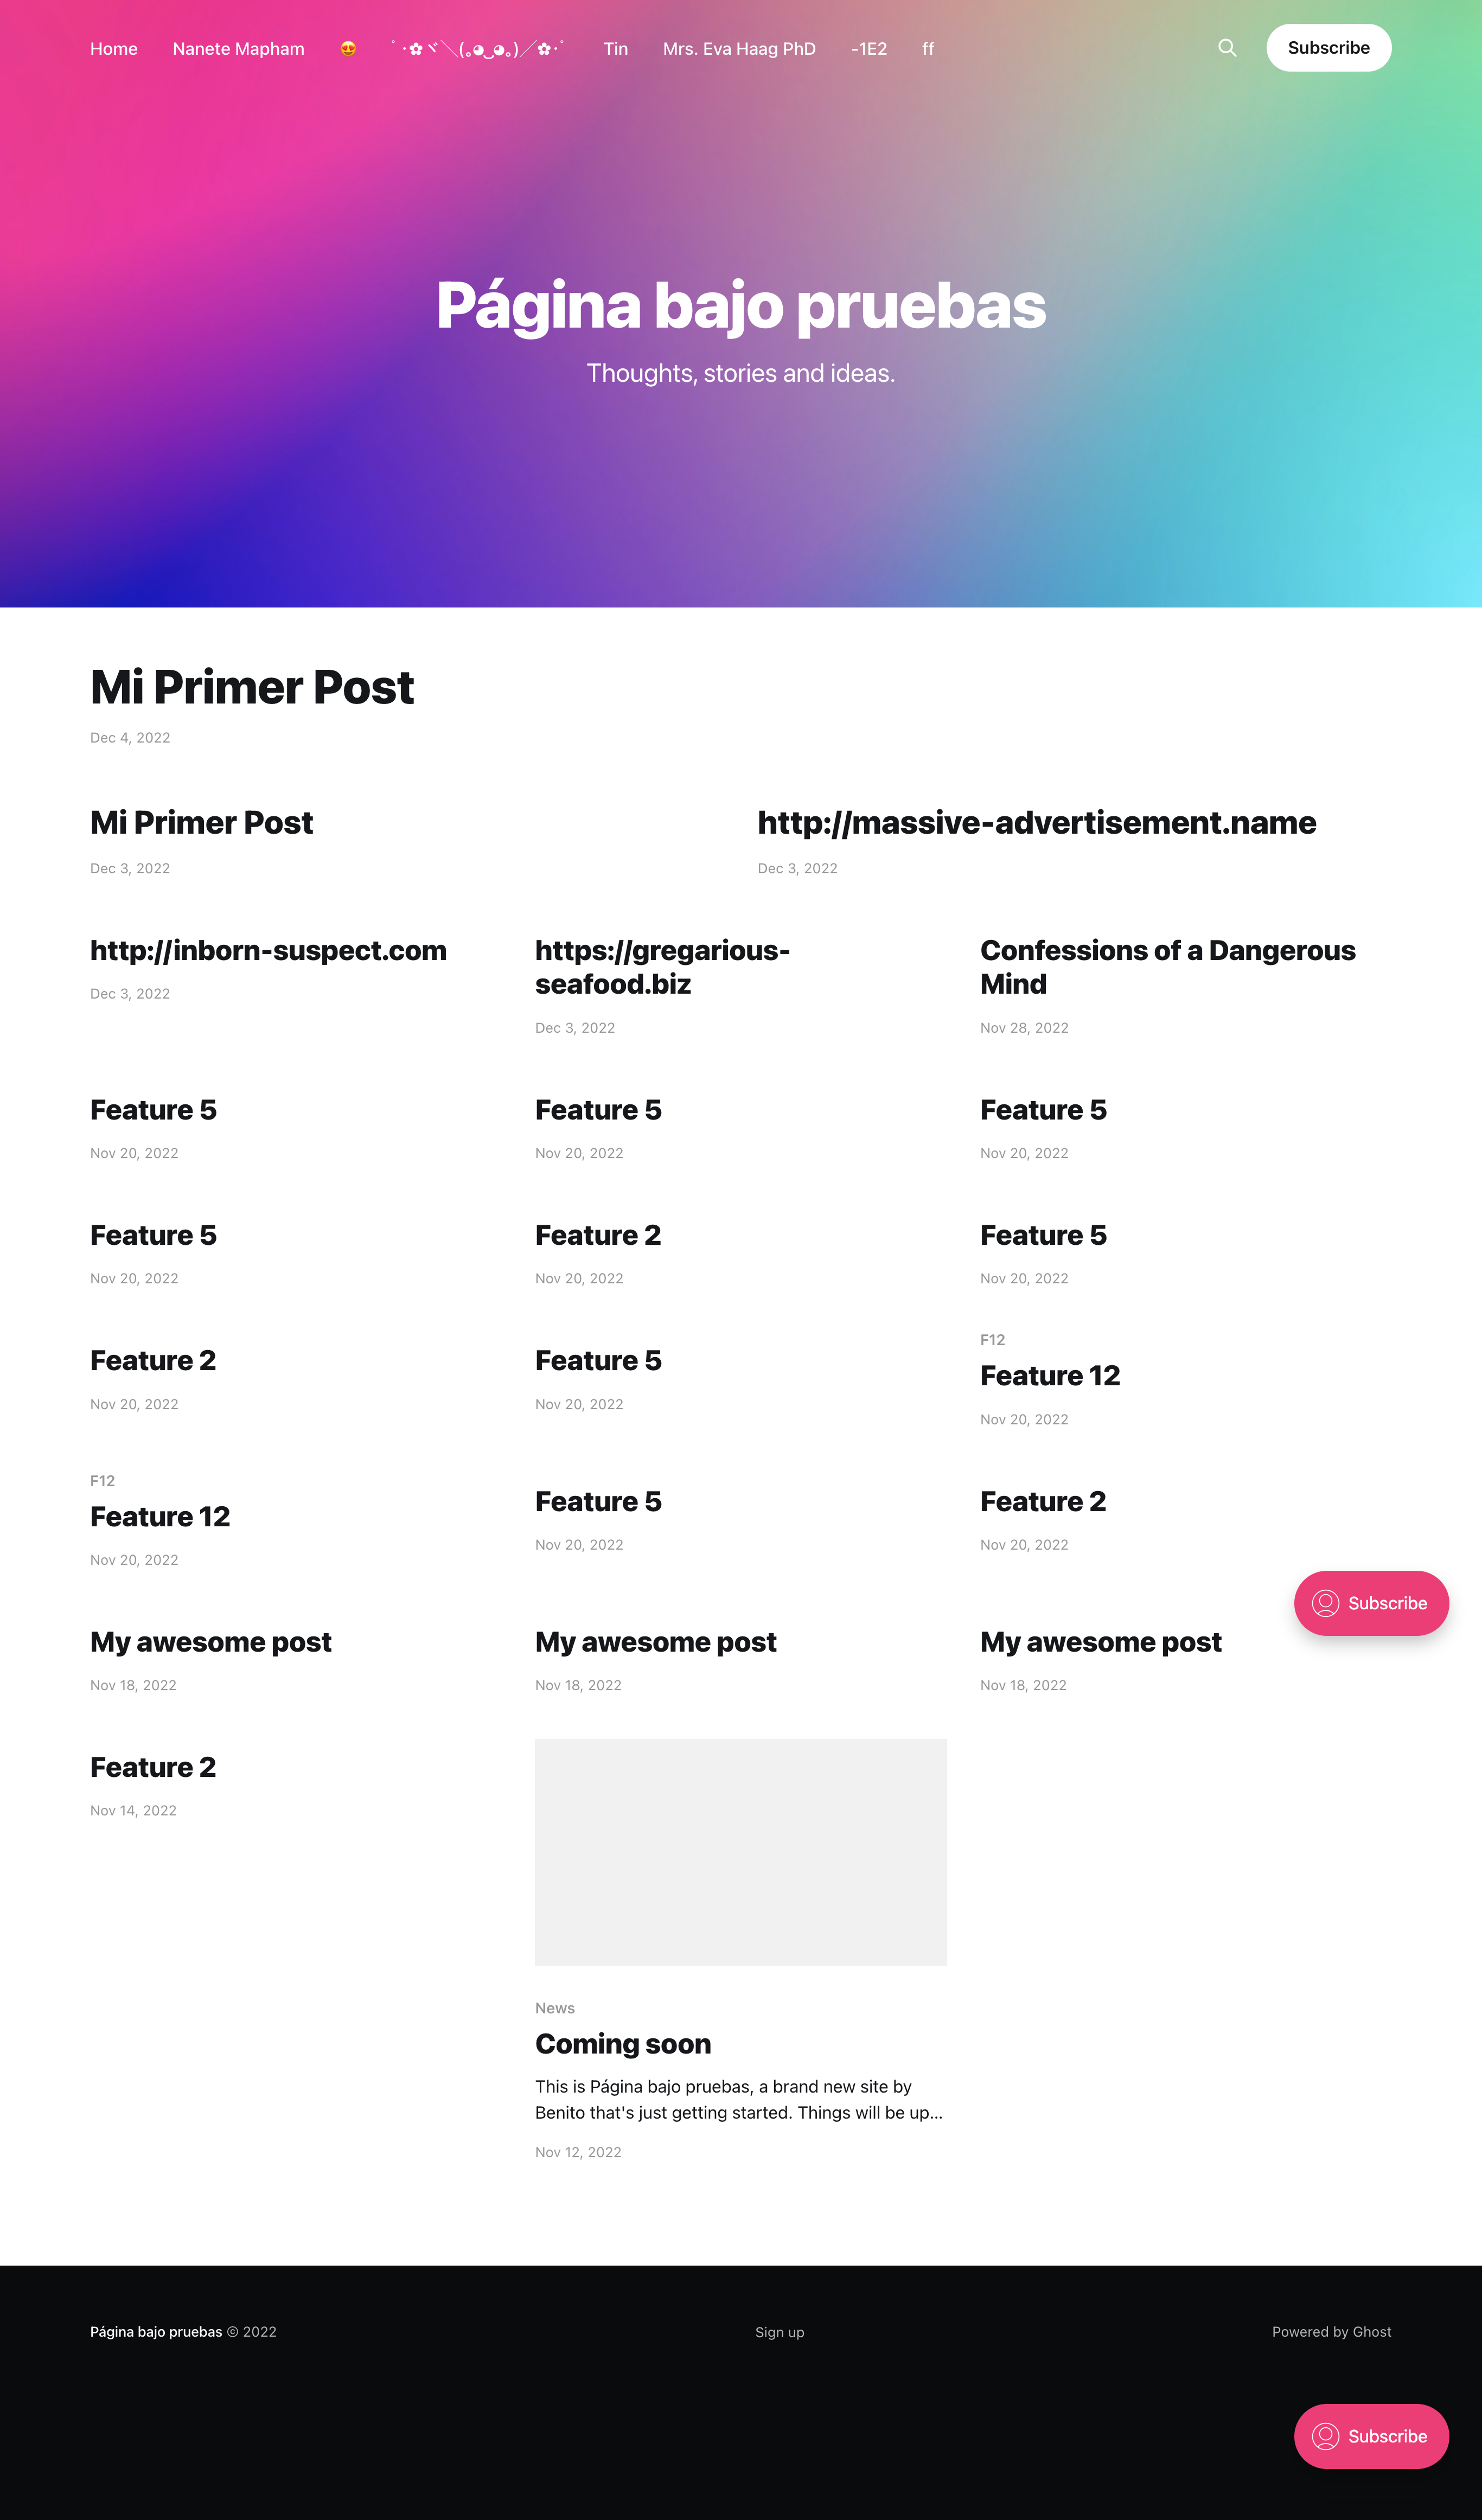 Home Nanete Mapham 😍 ゜・✿ヾ╲(｡◕‿◕｡)╱✿・゜ Tin Mrs. Eva Haag PhD -1E2 ff Subscribe
Página bajo pruebas
Thoughts, stories and ideas.
Mi Primer Post
Dec 4, 2022
Mi Primer Post
Dec 3, 2022
http://massive-advertisement.name
Dec 3, 2022
http://inborn-suspect.com
Dec 3, 2022
https://gregarious-
seafood.biz
Dec 3, 2022
Confessions of a Dangerous
Mind
Nov 28, 2022
Feature 5
Nov 20, 2022
Feature 5
Nov 20, 2022
Feature 5
Nov 20, 2022
Feature 5
Nov 20, 2022
Feature 2
Nov 20, 2022
Feature 5
Nov 20, 2022
Feature 2
Nov 20, 2022
Feature 5
Nov 20, 2022
F12
Feature 12
Nov 20, 2022
F12
Feature 12
Nov 20, 2022
Feature 5
Nov 20, 2022
Feature 2
Nov 20, 2022
Subscribe
My awesome post
Nov 18, 2022
My awesome post
Nov 18, 2022
My awesome post
Nov 18, 2022
Feature 2
Nov 14, 2022
News
Coming soon
This is Página bajo pruebas, a brand new site by
Benito that's just getting started. Things will be up...
Nov 12, 2022
Página bajo pruebas © 2022
Sign up
Powered by Ghost
Subscribe